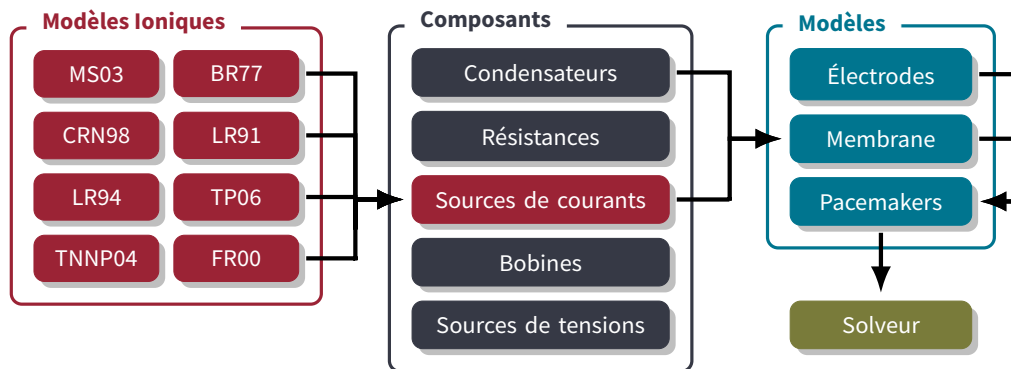 Modèles Ioniques
MS03
BR77
CRN98
LR91
LR94
TP06
TNNP04
FR00
Composants
Condensateurs
Résistances
Sources de courants
Bobines
Sources de tensions
Modèles
Électrodes
Membrane
Pacemakers
Solveur